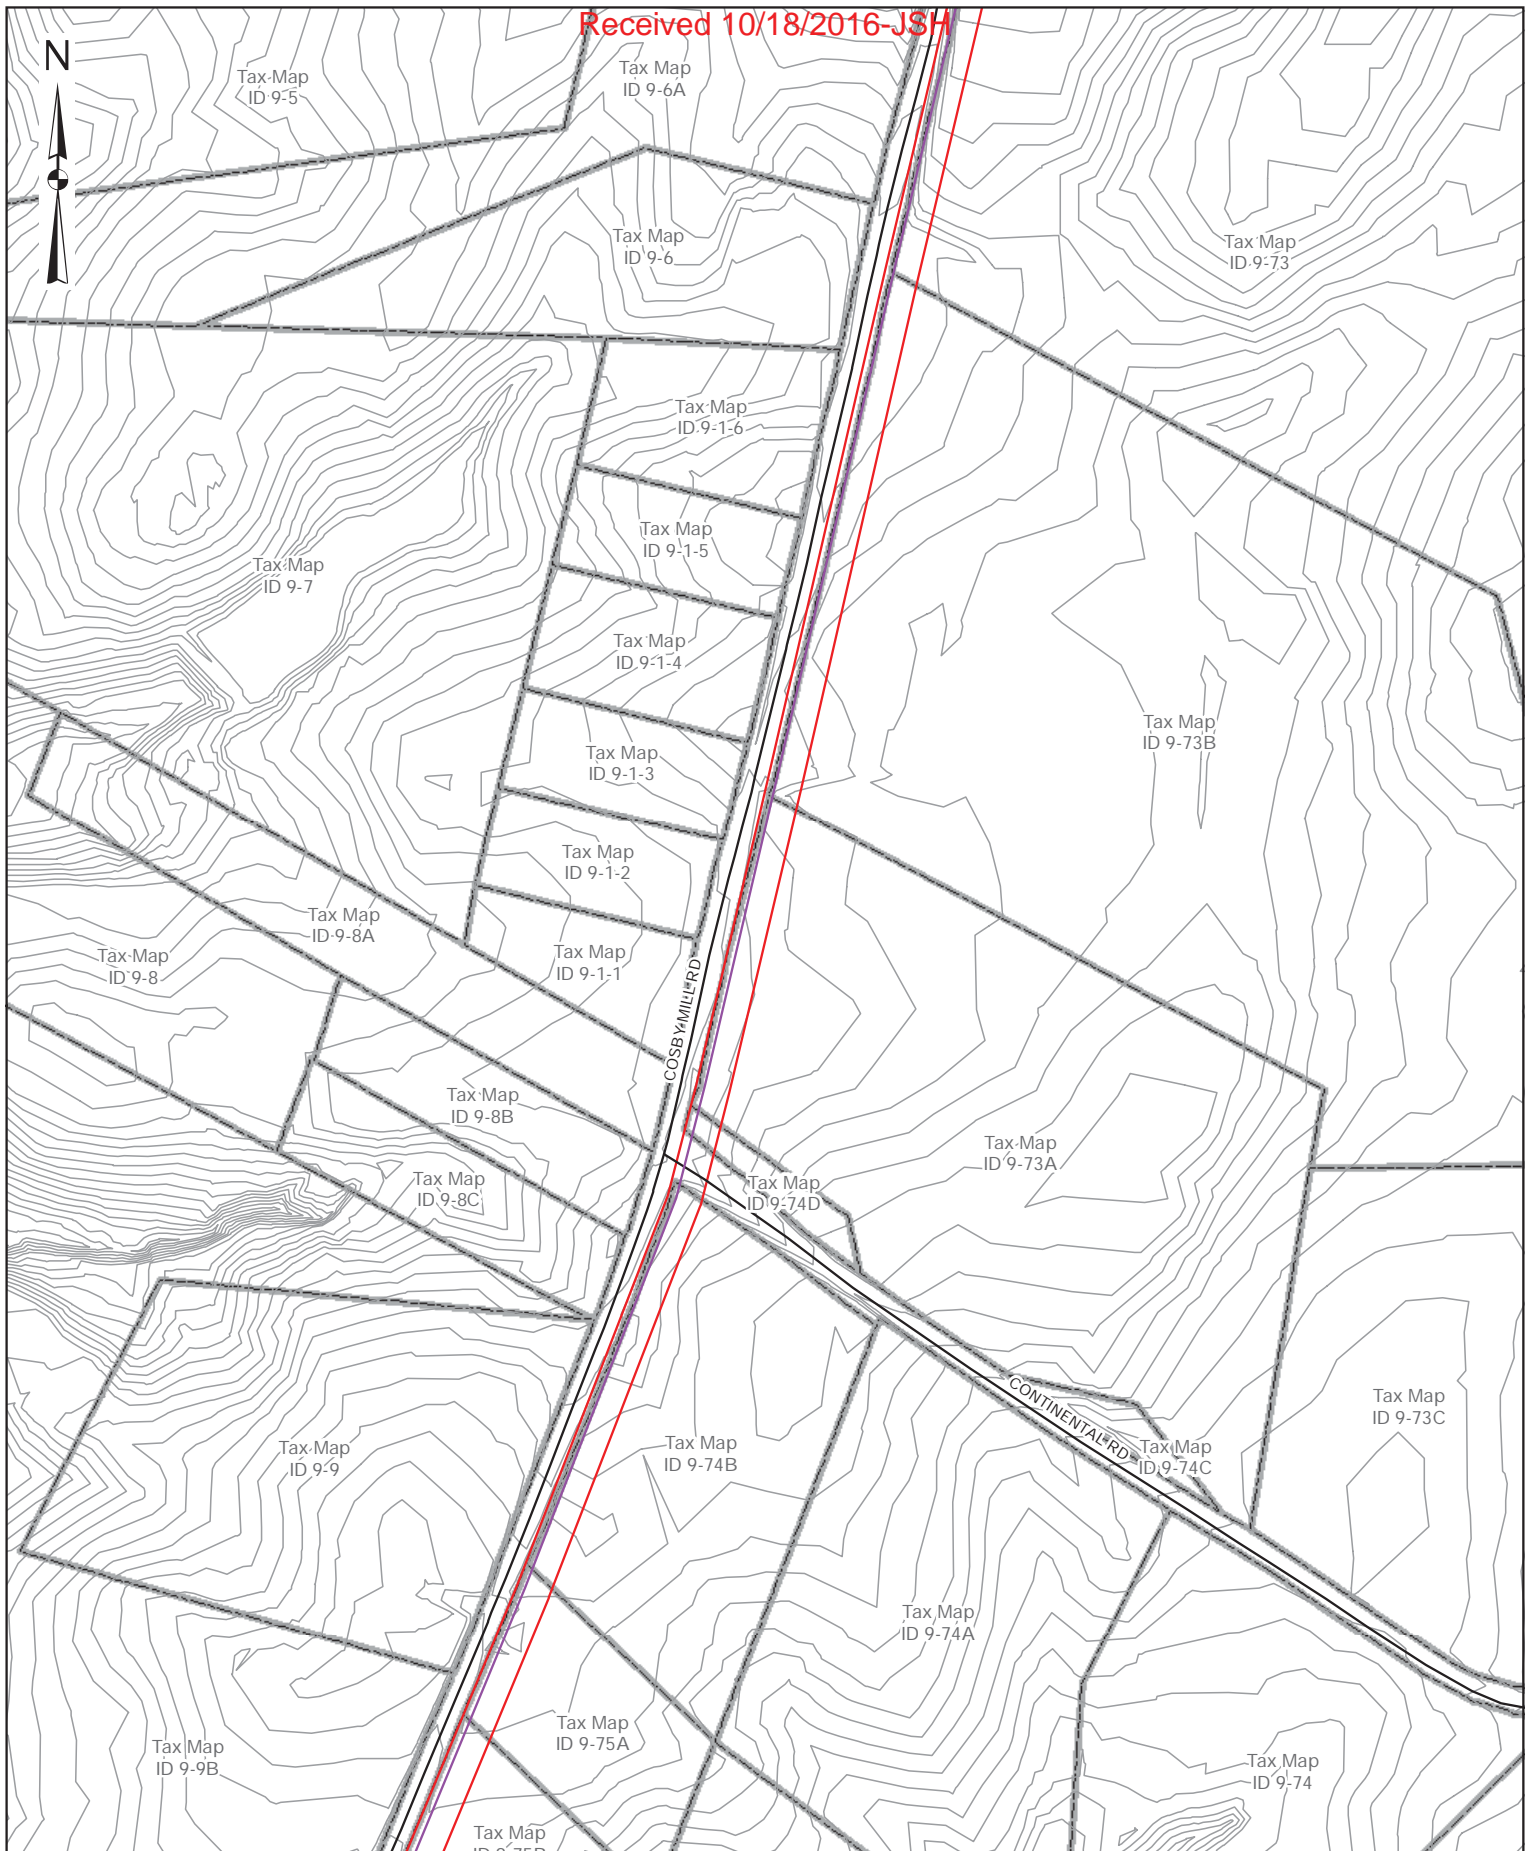 Received 10/18/2016-JSH
N
Tax Map
ID 9-5
Tax Map
ID 9-6A
Tax Map
ID 9-6
Tax Map
ID 9-73
Tax Map
ID 9-1-6
Tax Map
ID 9-1-5
Tax Map
ID 9-7
Tax Map
ID 9-1-4
Tax Map
ID 9-73B
Tax Map
ID 9-1-3
Tax Map
ID 9-1-2
Tax Map
ID 9-8A
Tax Map
ID 9-8
Tax Map
ID 9-1-1
COSBY MILL RD
Tax Map
ID 9-8B
Tax Map
ID 9-73A
Tax Map
ID 9-8C
Tax Map
ID 9-74D
CONTINENTAL RD
Tax Map
ID 9-73C
Tax Map
ID 9-9
Tax Map
ID 9-74B
Tax Map
ID 9-74C
Tax Map
ID 9-74A
Tax Map
ID 9-75A
Tax Map
ID 9-9B
Tax Map
ID 9-74
Tax Map
ID 9-75B